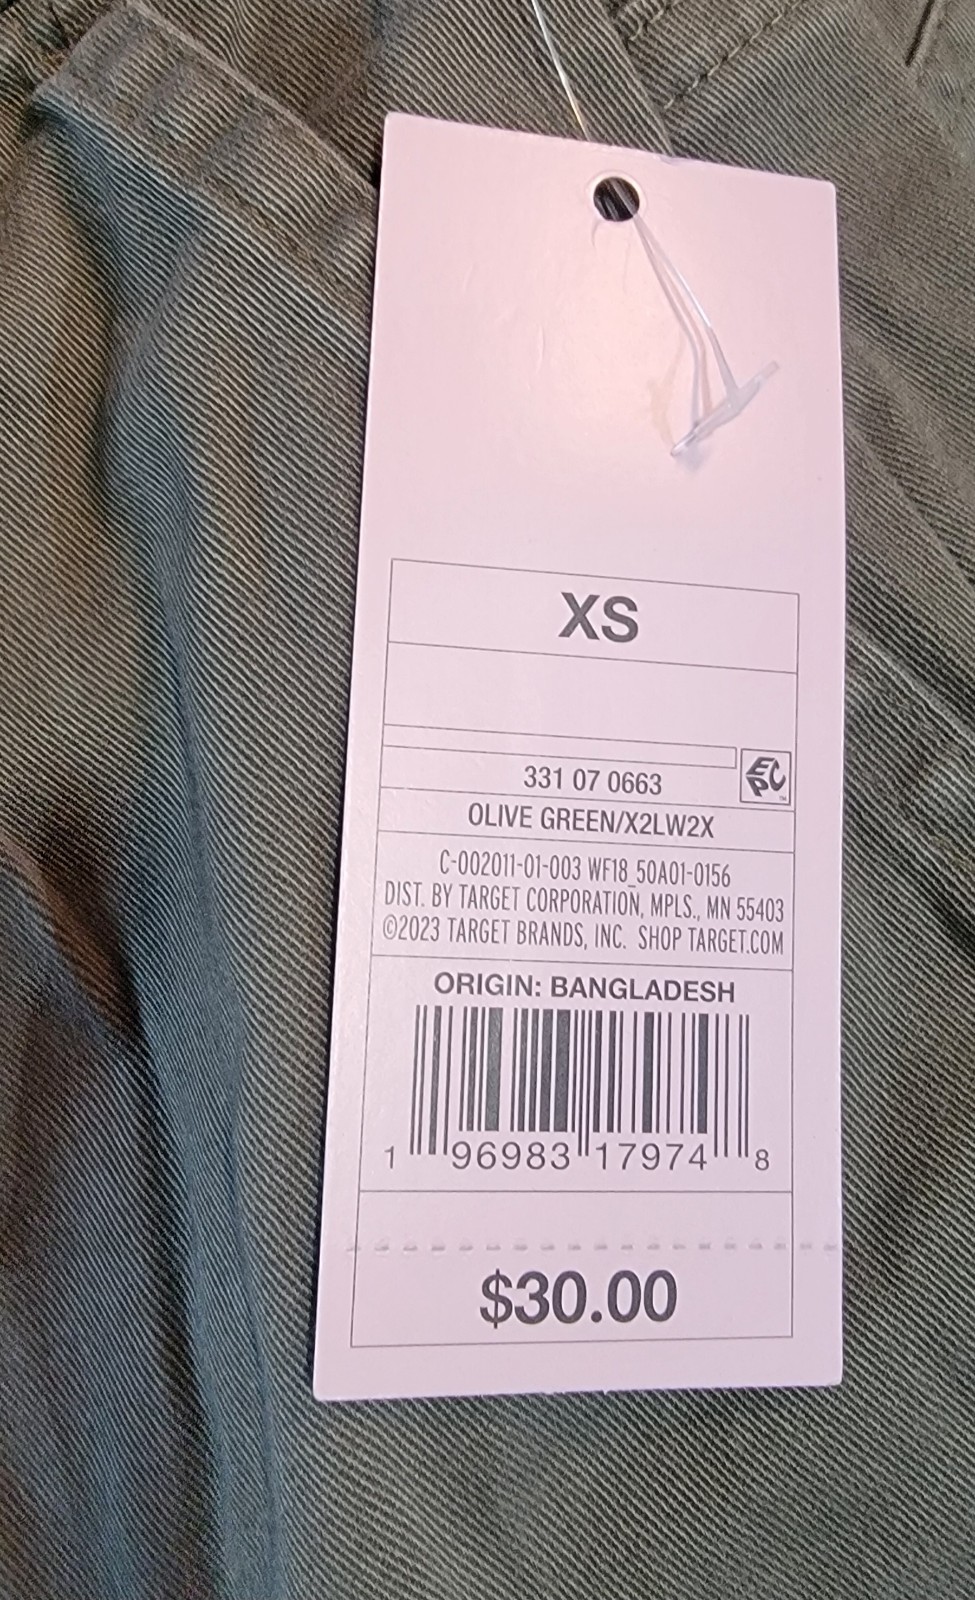 XS
331 07 0663
EPC
OLIVE GREEN/X2LW2X
C-002011-01-003 WF18_50A01-0156
DIST. BY TARGET CORPORATION, MPLS., MN 55403
©2023 TARGET BRANDS, INC. SHOP TARGET.COM
ORIGIN: BANGLADESH
1 96983 17974 8
$30.00